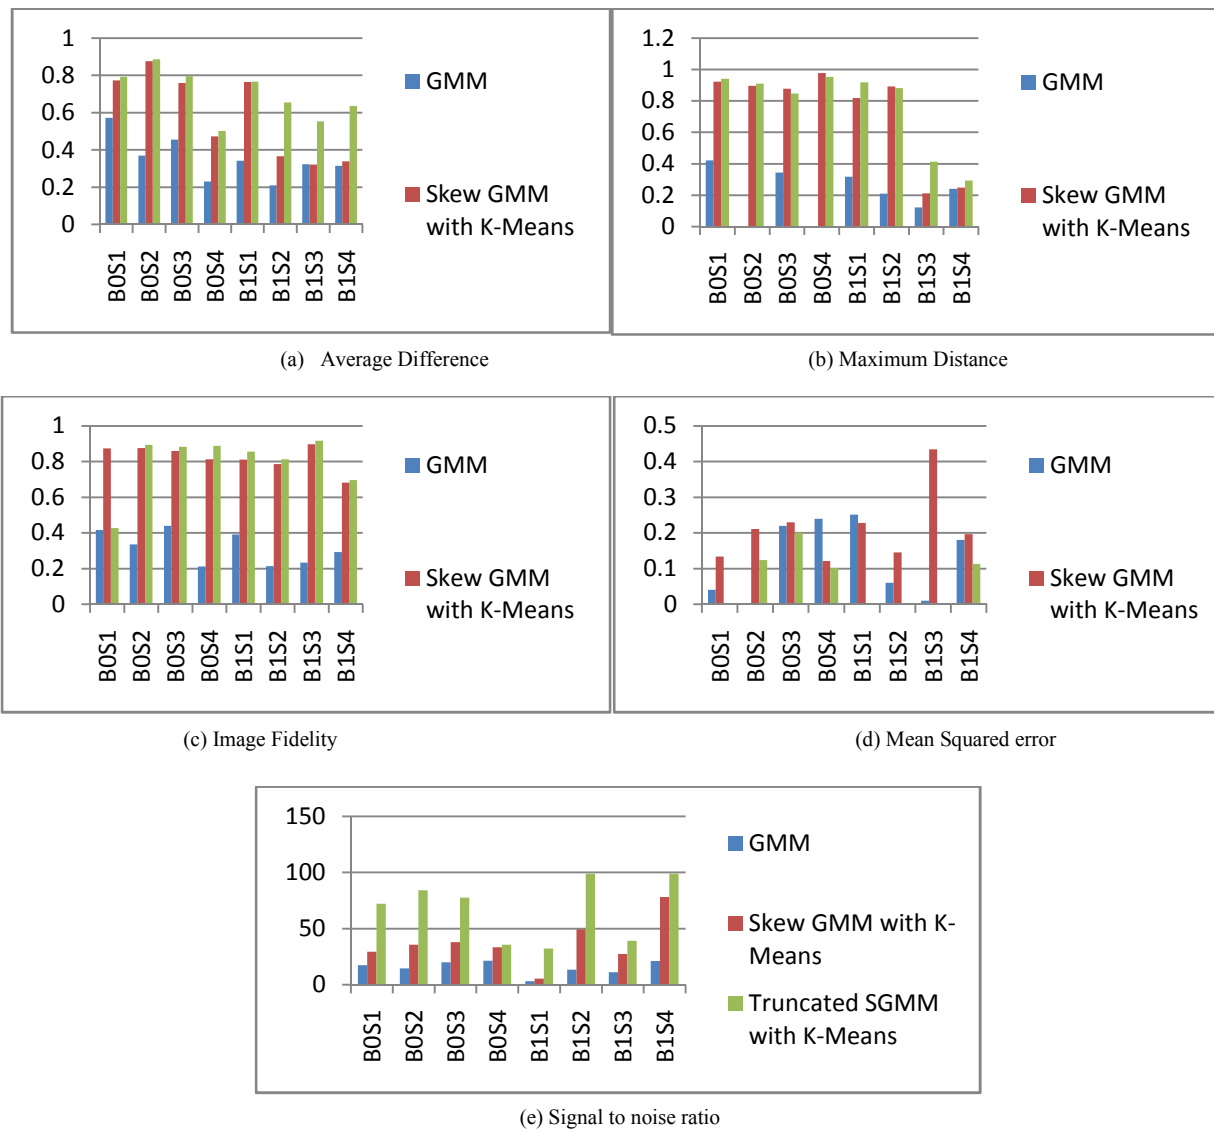 1
0.8
0.6
0.4
0.2
0
B0S1
B0S2
B0S3
B0S4
B1S1
B1S2
B1S3
B1S4
GMM
Skew GMM
with K-Means
(a) Average Difference
1.2
1
0.8
0.6
0.4
0.2
0
B0S1
B0S2
B0S3
B0S4
B1S1
B1S2
B1S3
B1S4
GMM
Skew GMM
with K-Means
(b) Maximum Distance
1
0.8
0.6
0.4
0.2
0
B0S1
B0S2
B0S3
B0S4
B1S1
B1S2
B1S3
B1S4
GMM
Skew GMM
with K-Means
(c) Image Fidelity
0.5
0.4
0.3
0.2
0.1
0
B0S1
B0S2
B0S3
B0S4
B1S1
B1S2
B1S3
B1S4
GMM
Skew GMM
with K-Means
(d) Mean Squared error
150
100
50
0
B0S1
B0S2
B0S3
B0S4
B1S1
B1S2
B1S3
B1S4
GMM
Skew GMM with K-
Means
Truncated SGMM
with K-Means
(e) Signal to noise ratio